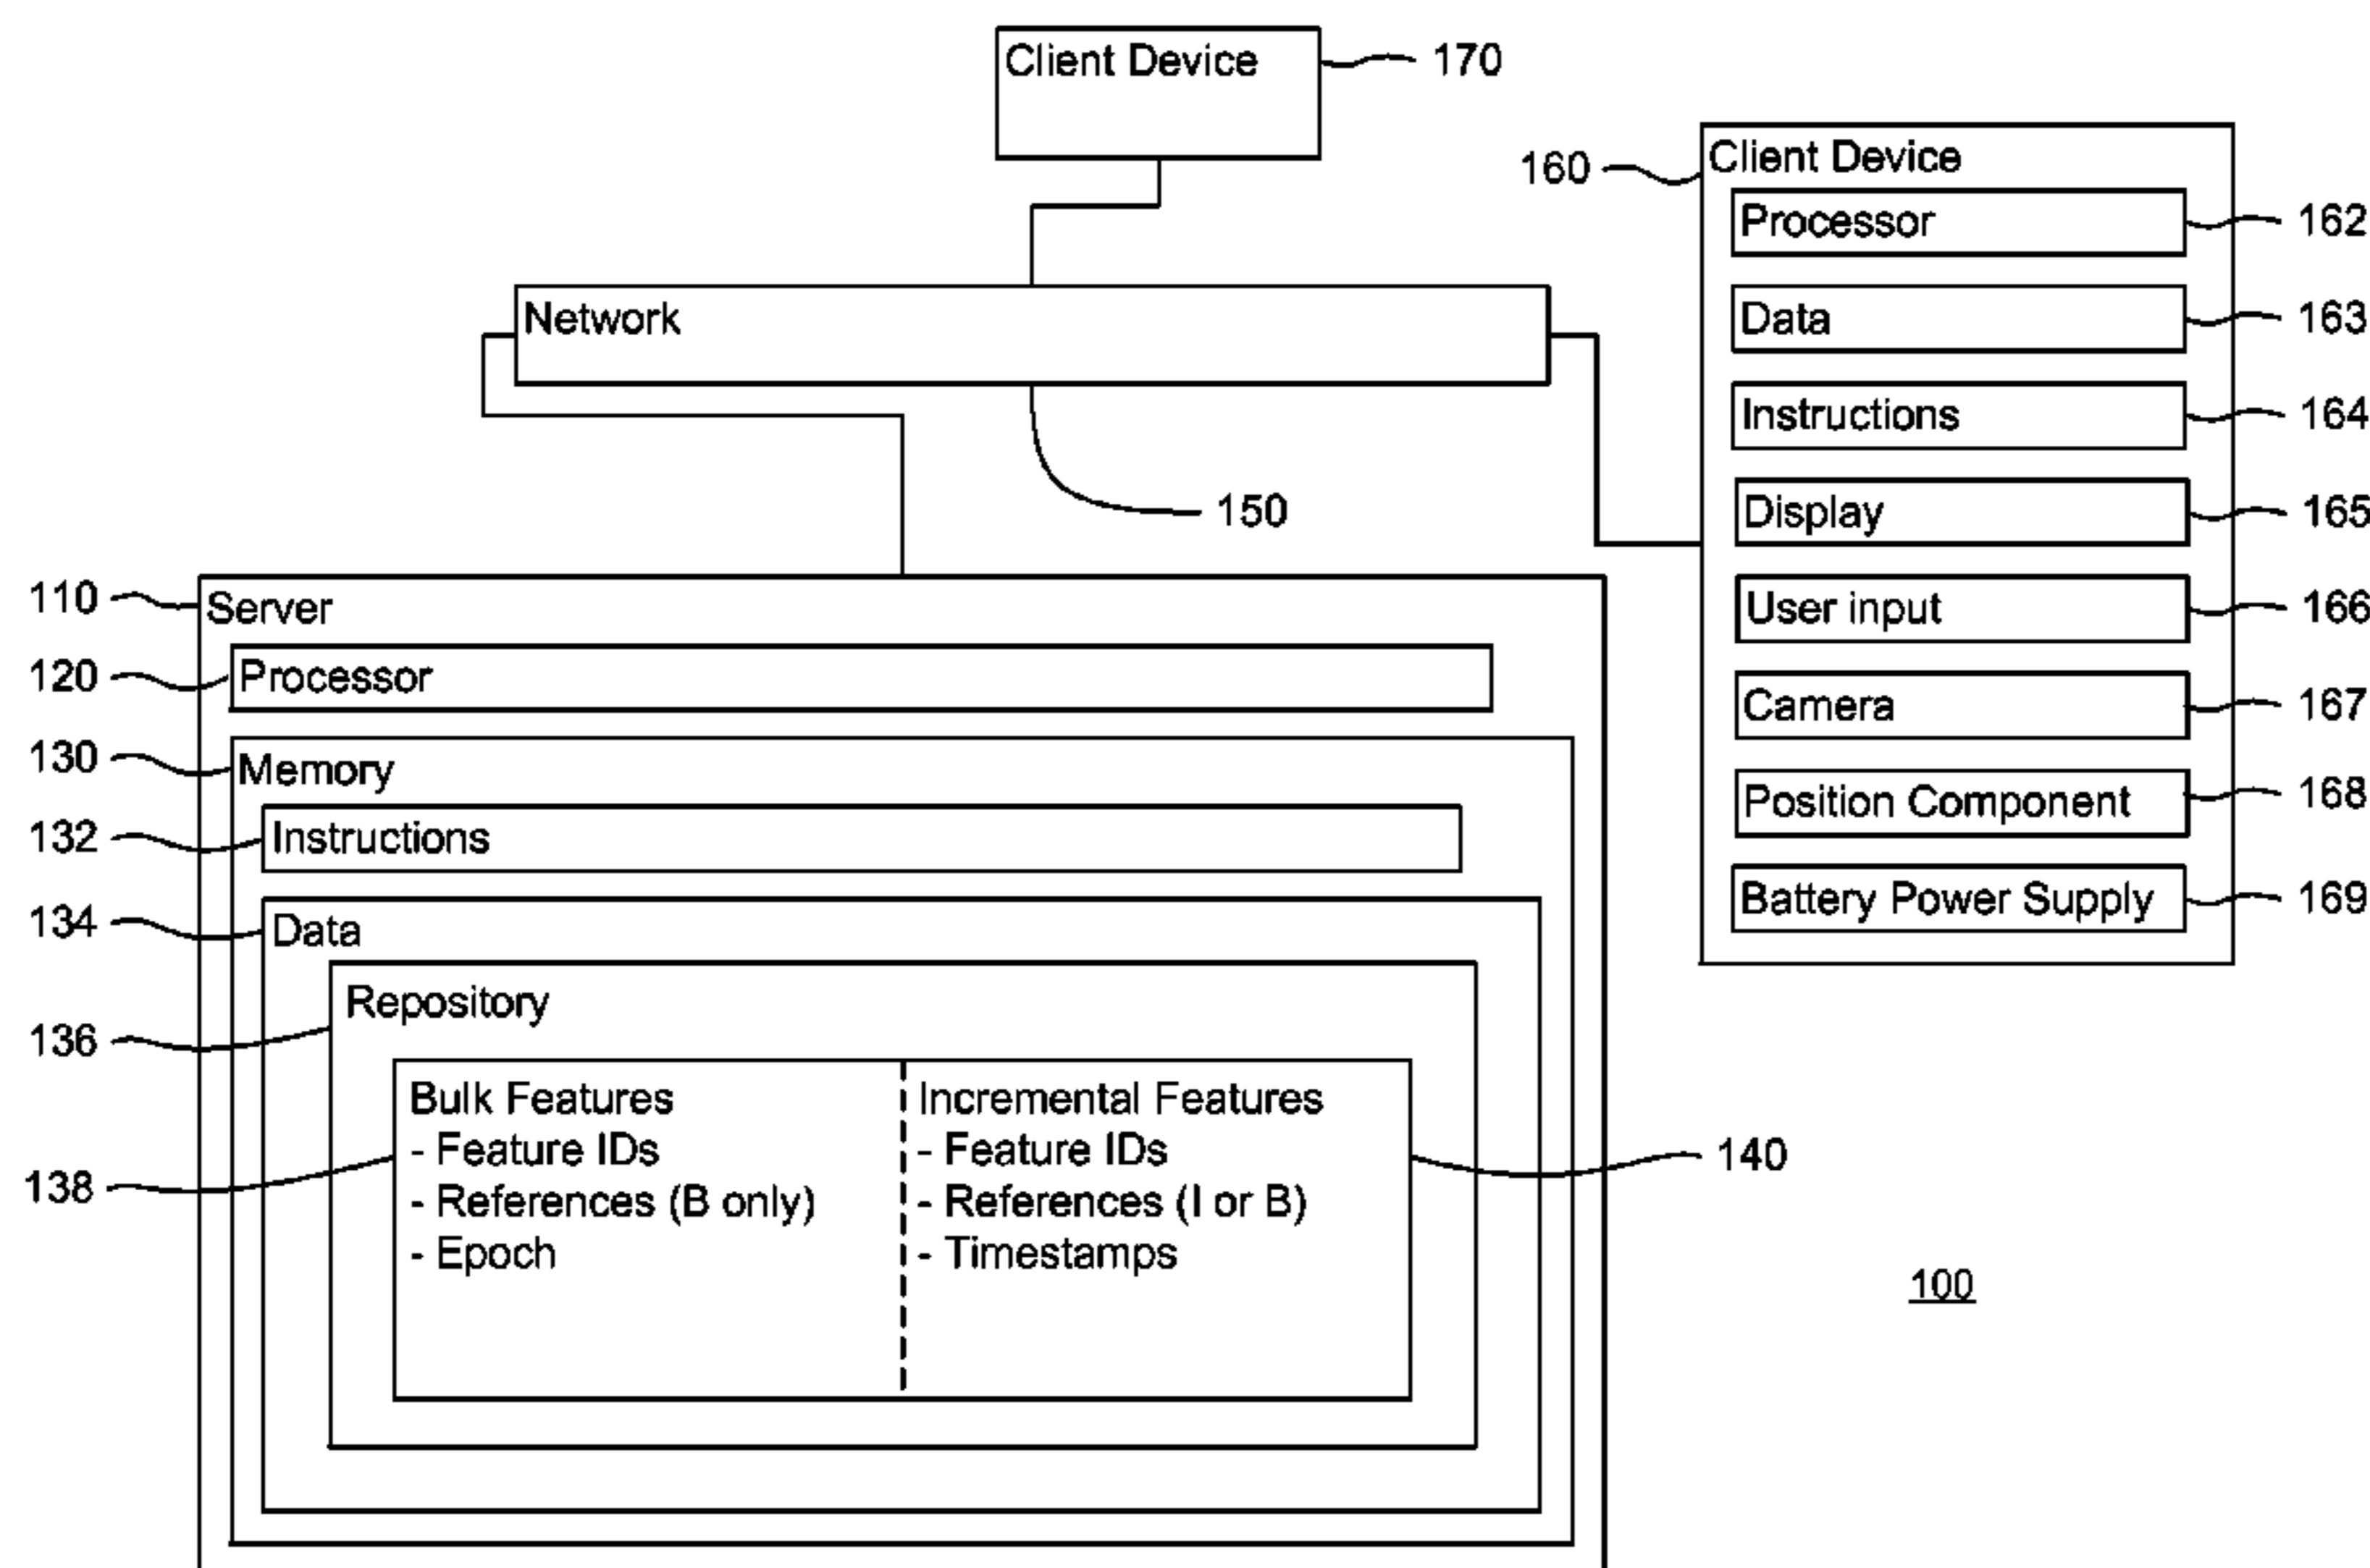 Client Device
170
160
Client Device
Processor
162
Data
163
Instructions
164
Display
165
User input
166
Camera
167
Position Component
168
Battery Power Supply
169
Network
150
110
Server
120
Processor
130
Memory
132
Instructions
134
Data
136
Repository
138
Bulk Features
- Feature IDs
- References (B only)
- Epoch
Incremental Features
- Feature IDs
- References (I or B)
- Timestamps
140
100